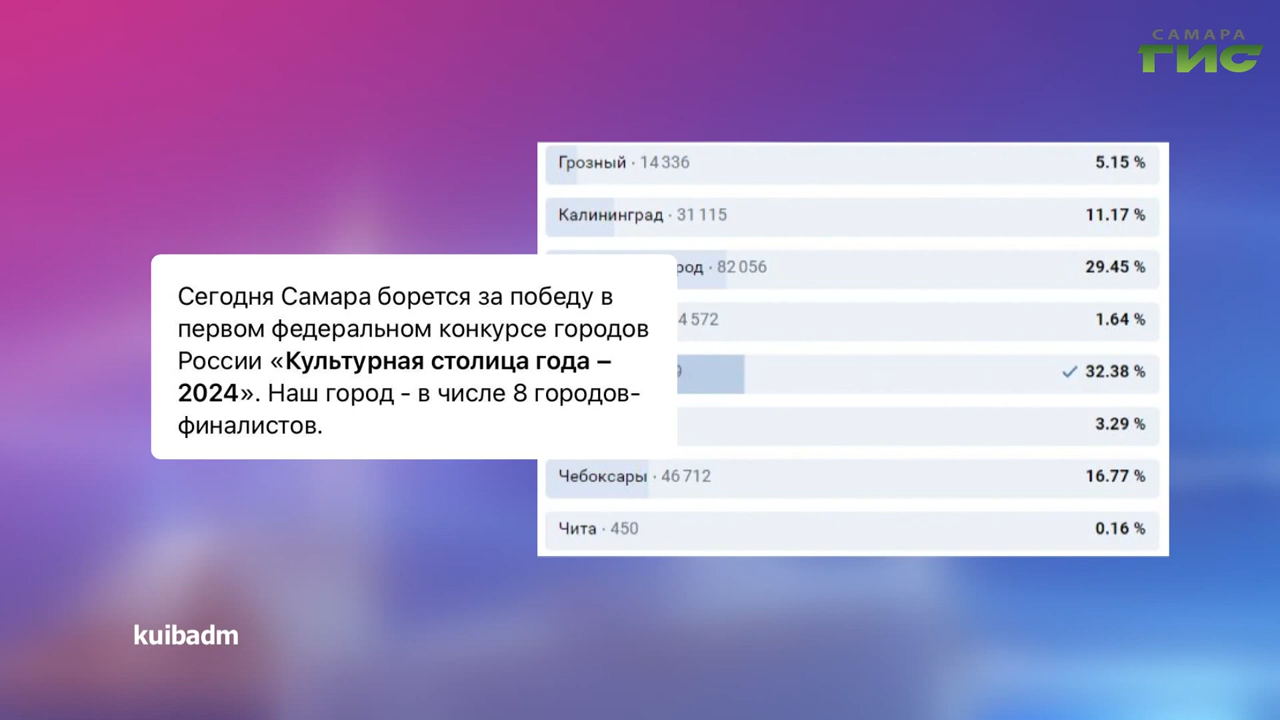 САМАРА
ГИС
Грозный · 14 336 5.15 %
Калининград · 31 115 11.17 %
род · 82 056 29.45 %
4 572 1.64 %
9 32.38 %
3.29 %
Чебоксары · 46 712 16.77 %
Чита · 450 0.16 %
Сегодня Самара борется за победу в
первом федеральном конкурсе городов
России «Культурная столица года –
2024». Наш город - в числе 8 городов-
финалистов.
kuibadm